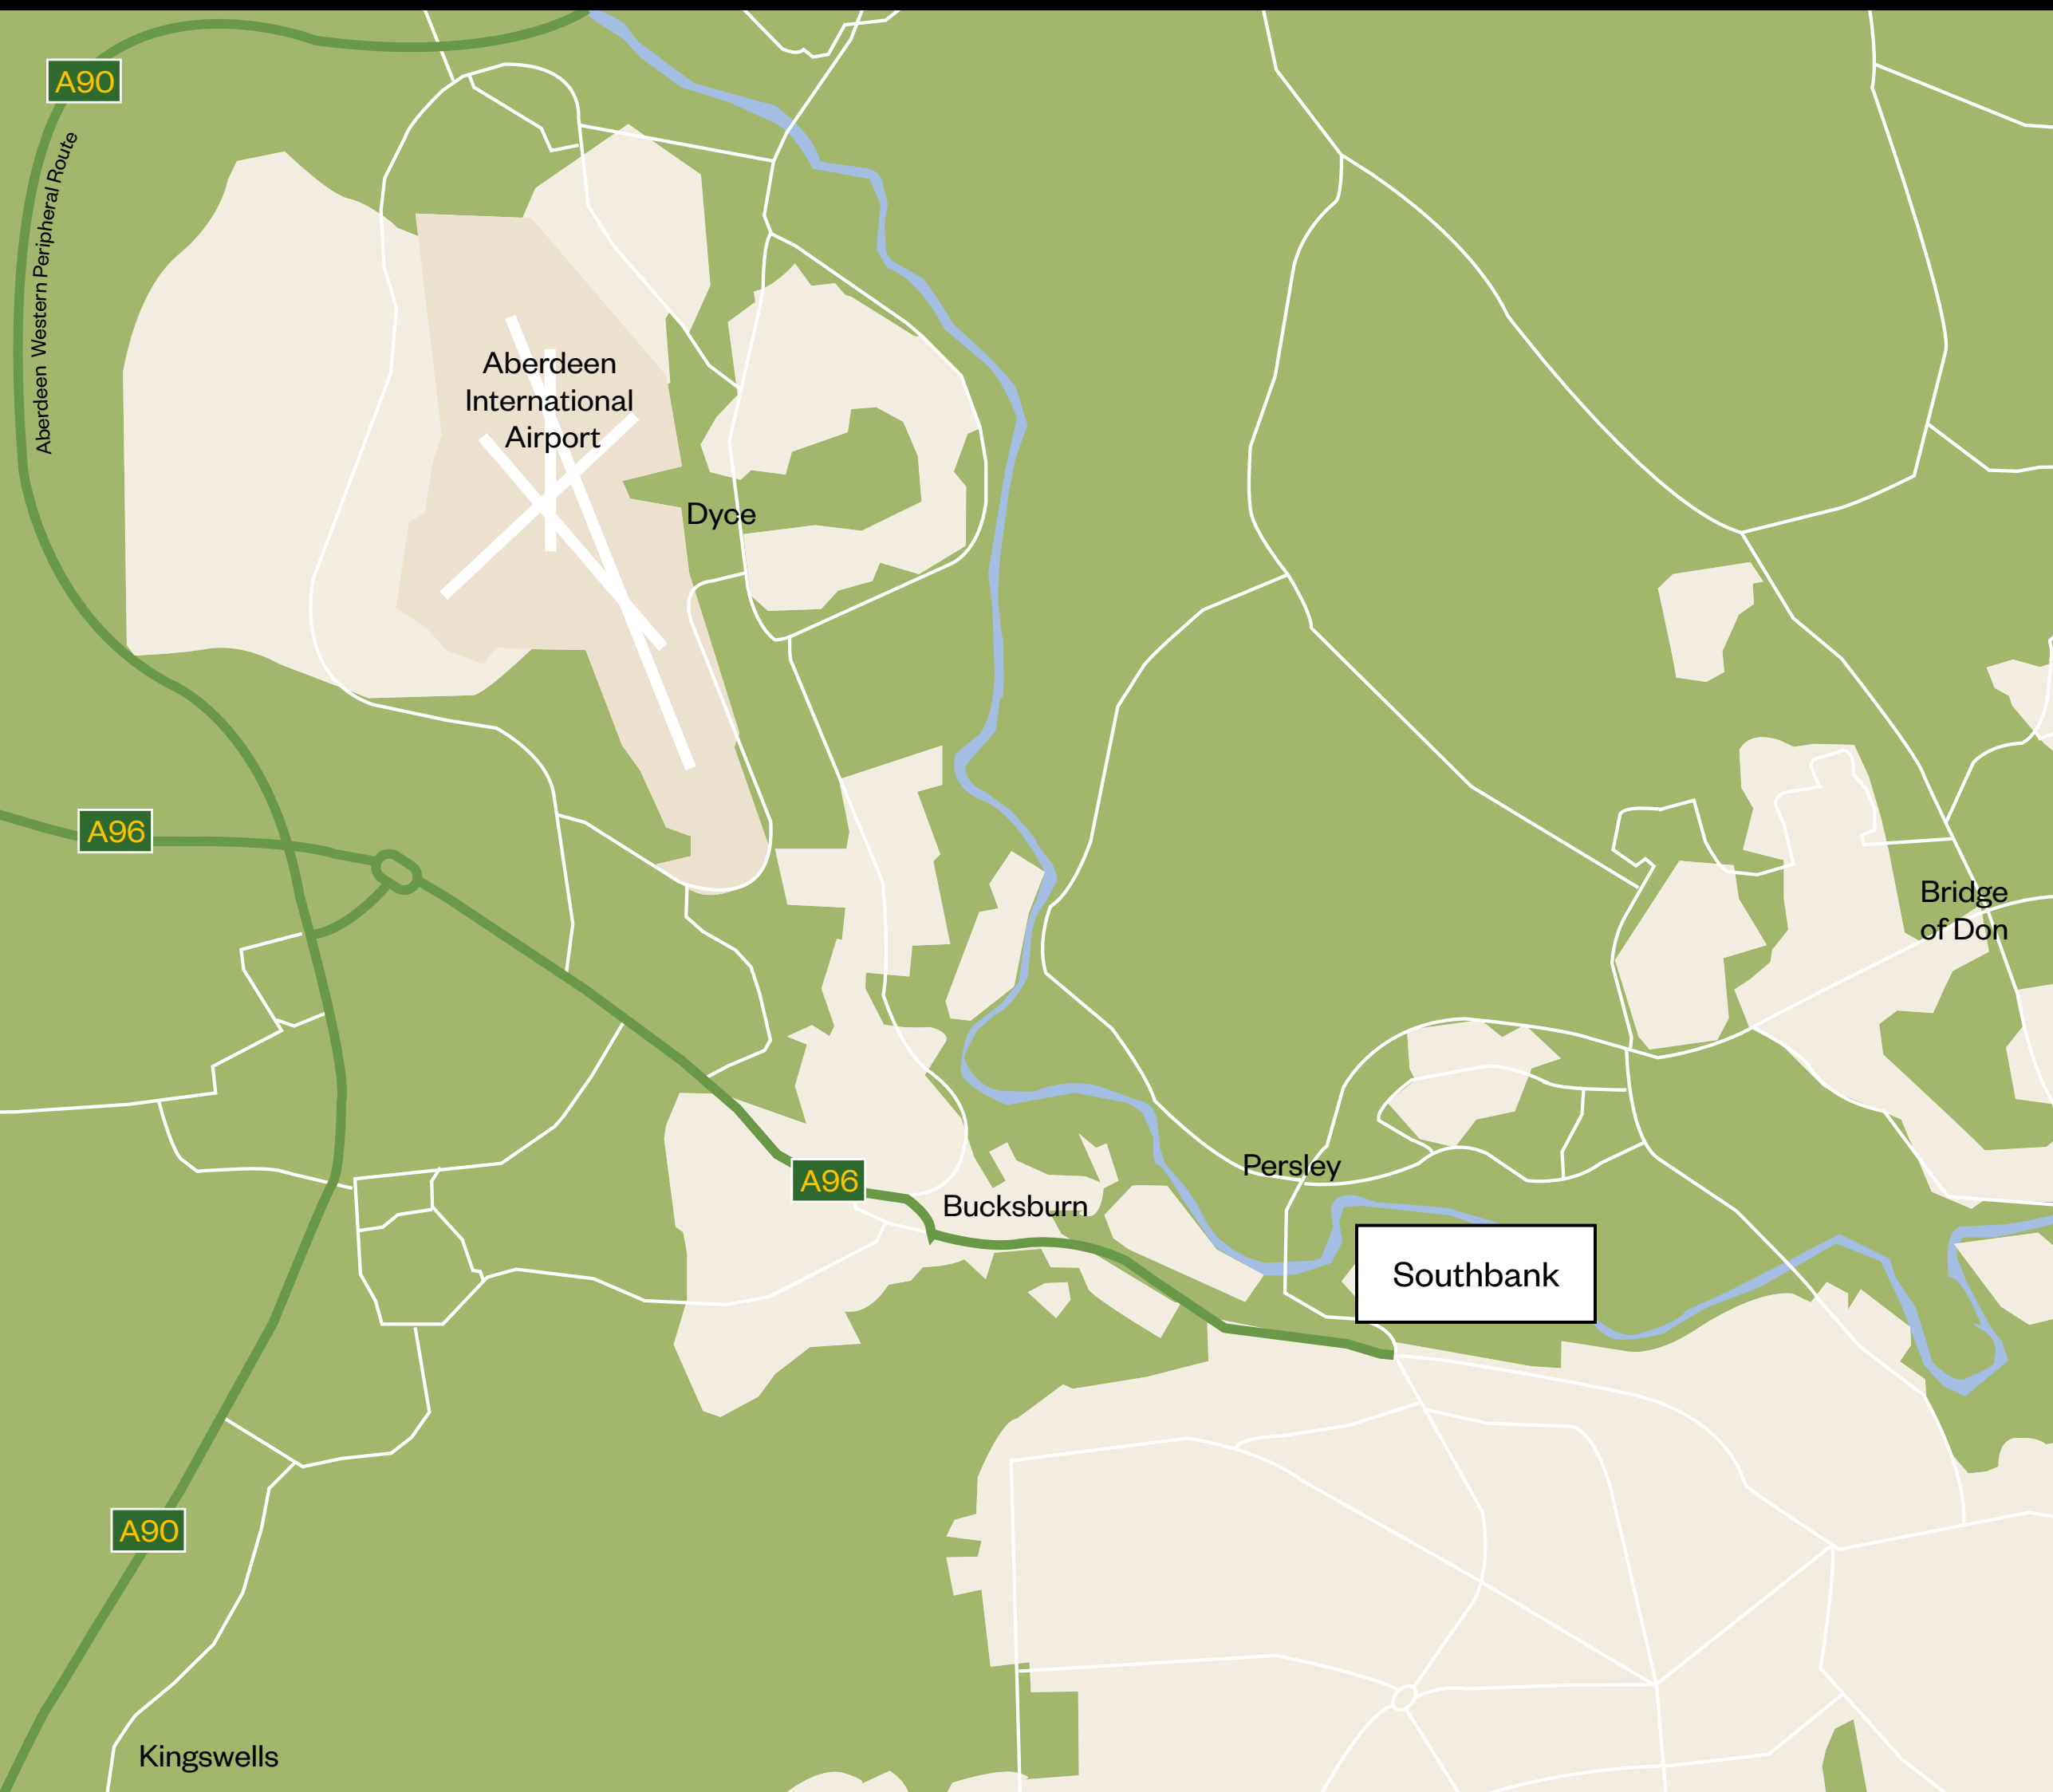 A90
Aberdeen Western Peripheral Route
Aberdeen
International
Airport
Dyce
A96
Bridge
of Don
Persley
A96
Bucksburn
Southbank
A90
Kingswells